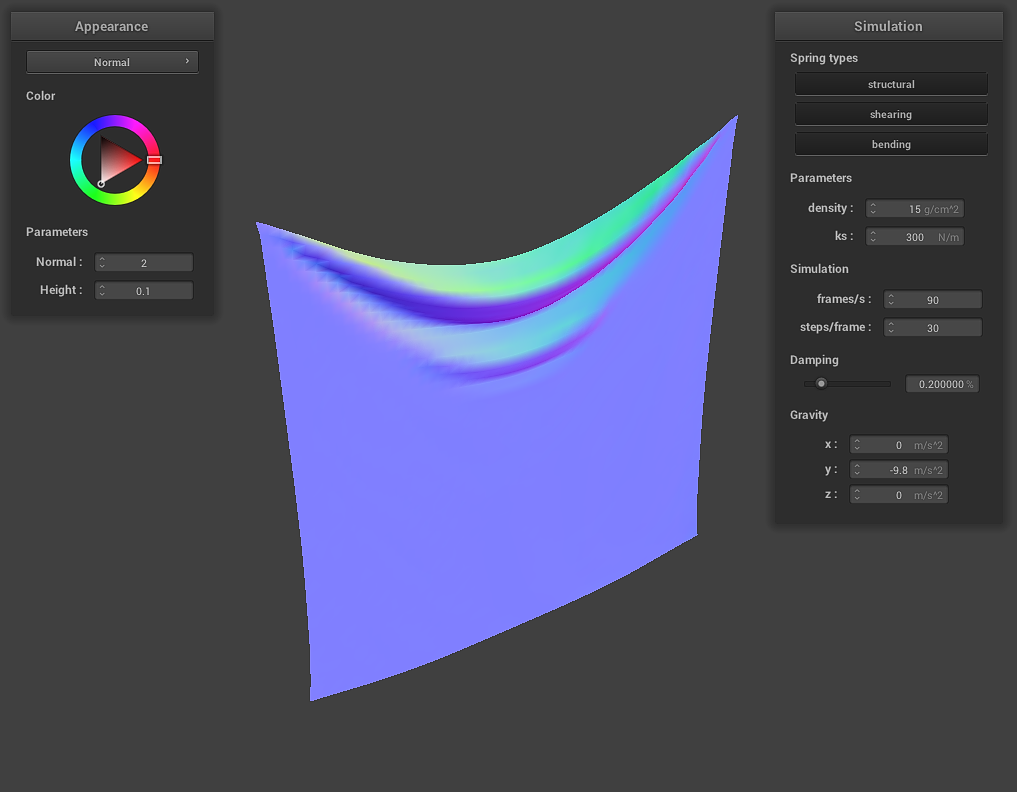 Appearance
Normal ›
Color
Parameters
Normal : 2
Height : 0.1
Simulation
Spring types
structural
shearing
bending
Parameters
density : 15 g/cm^2
ks : 300 N/m
Simulation
frames/s : 90
steps/frame : 30
Damping
0.200000 %
Gravity
x : 0 m/s^2
y : -9.8 m/s^2
z : 0 m/s^2